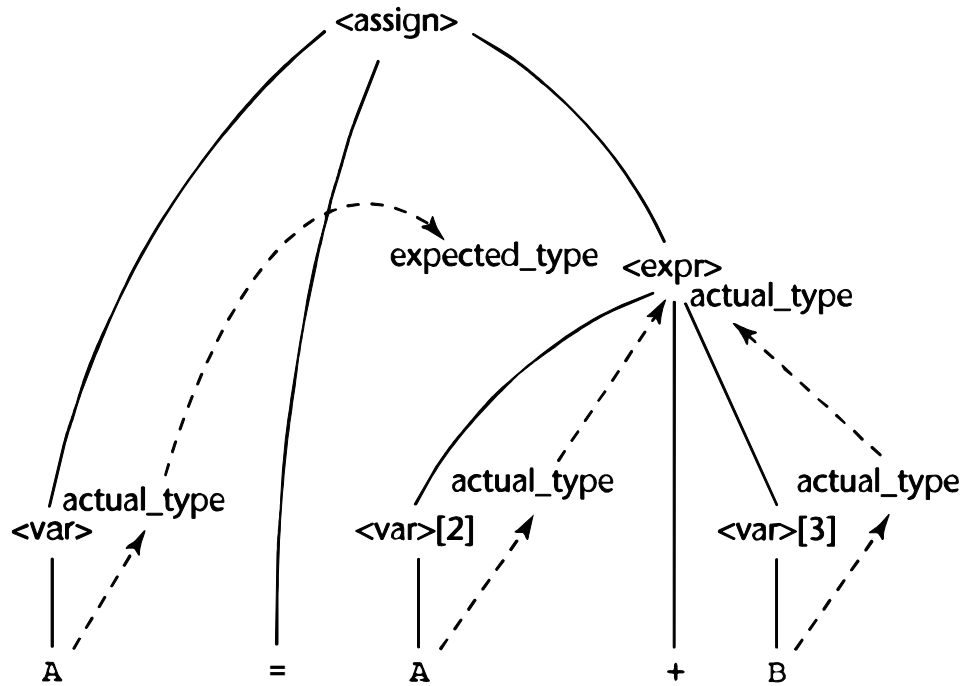 <assign>
expected_type
<expr>
actual_type
actual_type
<var>
actual_type
<var>[2]
actual_type
<var>[3]
A
=
A
+
B